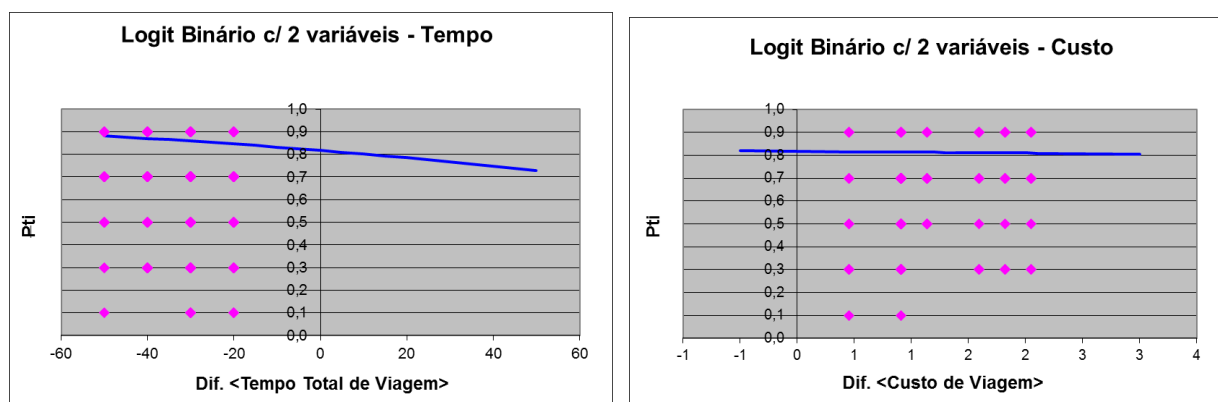 Logit Binário c/ 2 variáveis - Tempo
1,0
0,9
0,8
0,7
0,6
0,5
0,4
0,3
0,2
0,1
0,0
Pti
-60 -40 -20 0 20 40 60
Dif. <Tempo Total de Viagem>
Logit Binário c/ 2 variáveis - Custo
1,0
0,9
0,8
0,7
0,6
0,5
0,4
0,3
0,2
0,1
0,0
Pti
-1 -1 0 1 1 2 2 3 3 4
Dif. <Custo de Viagem>